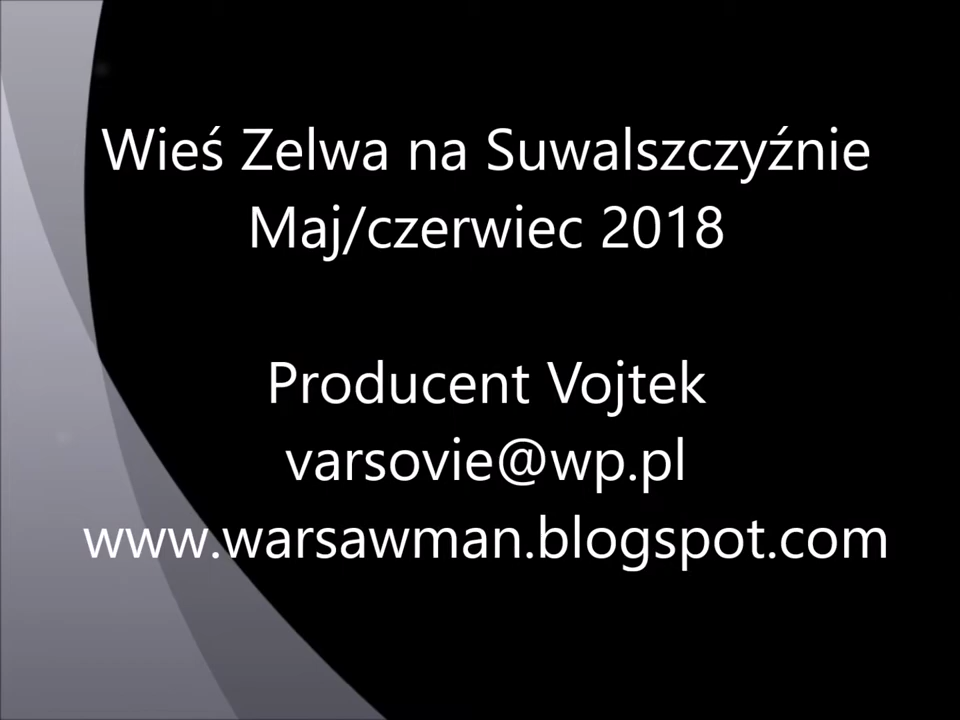 Wieś Zelwa na Suwalszczyźnie
Maj/czerwiec 2018
Producent Vojtek
varsovie@wp.pl
www.warsawman.blogspot.com